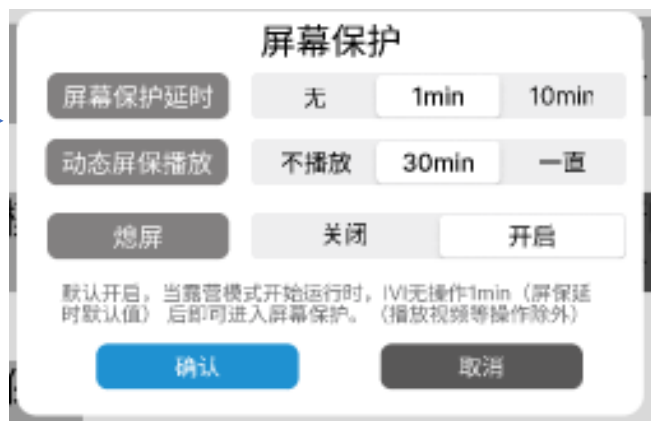 屏幕保护
屏幕保护延时 无 1min 10min
动态屏保播放 不播放 30min 一直
熄屏 关闭 开启
默认开启，当露营模式开始运行时，IVI无操作1min（屏保延
时默认值） 后即可进入屏幕保护。（播放视频等操作除外）
确认 取消